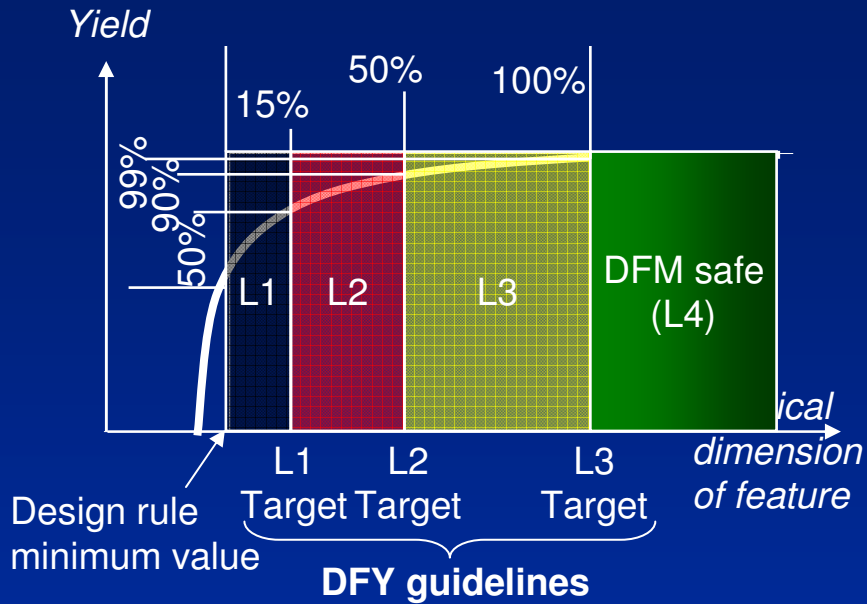 Yield
15%
50%
100%
99%
90%
50%
L1
L2
L3
DFM safe
(L4)
ical
dimension
of feature
L1
Target
L2
Target
L3
Target
Design rule
minimum value
DFY guidelines